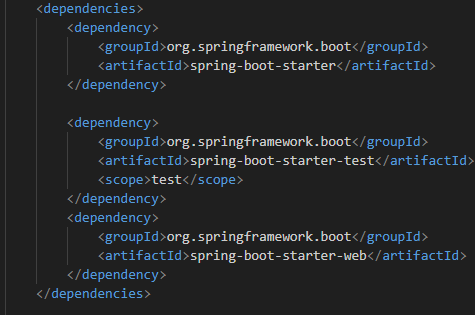 <dependencies>
<dependency>
<groupId>org.springframework.boot</groupId>
<artifactId>spring-boot-starter</artifactId>
</dependency>
<dependency>
<groupId>org.springframework.boot</groupId>
<artifactId>spring-boot-starter-test</artifactId>
<scope>test</scope>
</dependency>
<dependency>
<groupId>org.springframework.boot</groupId>
<artifactId>spring-boot-starter-web</artifactId>
</dependency>
</dependencies>